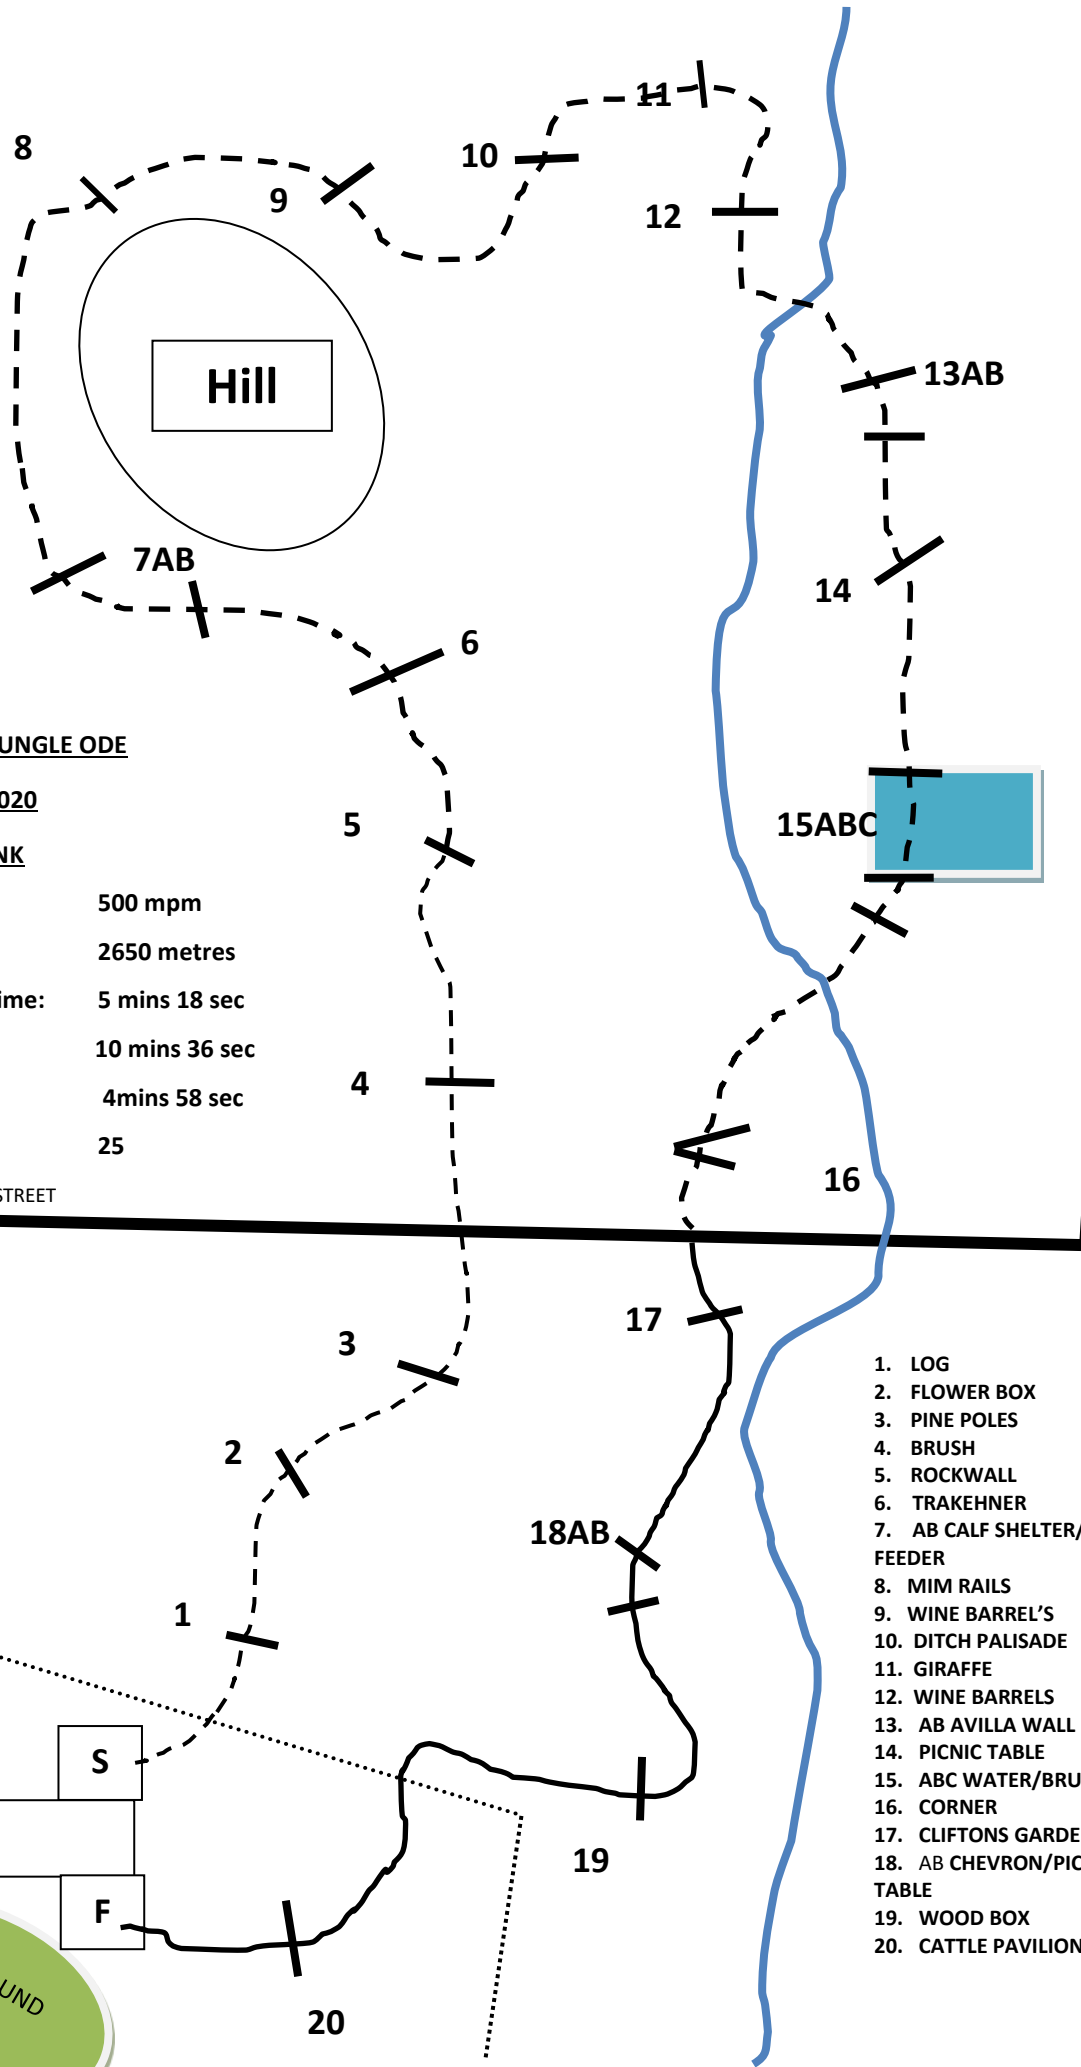 11
8
10
9
12
Hill
13AB
7AB
14
6
UNGLE ODE
020
NK
5
15ABC
500 mpm
2650 metres
ime: 5 mins 18 sec
10 mins 36 sec
4
4mins 58 sec
25
16
STREET
17
3
1. LOG
2. FLOWER BOX
3. PINE POLES
4. BRUSH
5. ROCKWALL
6. TRAKEHNER
7. AB CALF SHELTER/
FEEDER
8. MIM RAILS
9. WINE BARREL’S
10. DITCH PALISADE
11. GIRAFFE
12. WINE BARRELS
13. AB AVILLA WALL
14. PICNIC TABLE
15. ABC WATER/BRU
16. CORNER
17. CLIFTONS GARDE
18. AB CHEVRON/PIC
TABLE
19. WOOD BOX
20. CATTLE PAVILION
2
18AB
1
S
19
F
UND
20